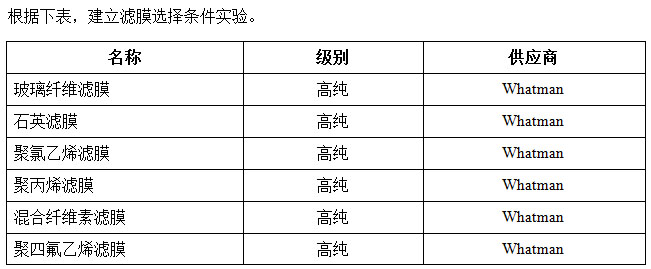 根据下表，建立滤膜选择条件实验。
名称 级别 供应商
玻璃纤维滤膜 高纯 Whatman
石英滤膜 高纯 Whatman
聚氯乙烯滤膜 高纯 Whatman
聚丙烯滤膜 高纯 Whatman
混合纤维素滤膜 高纯 Whatman
聚四氟乙烯滤膜 高纯 Whatman